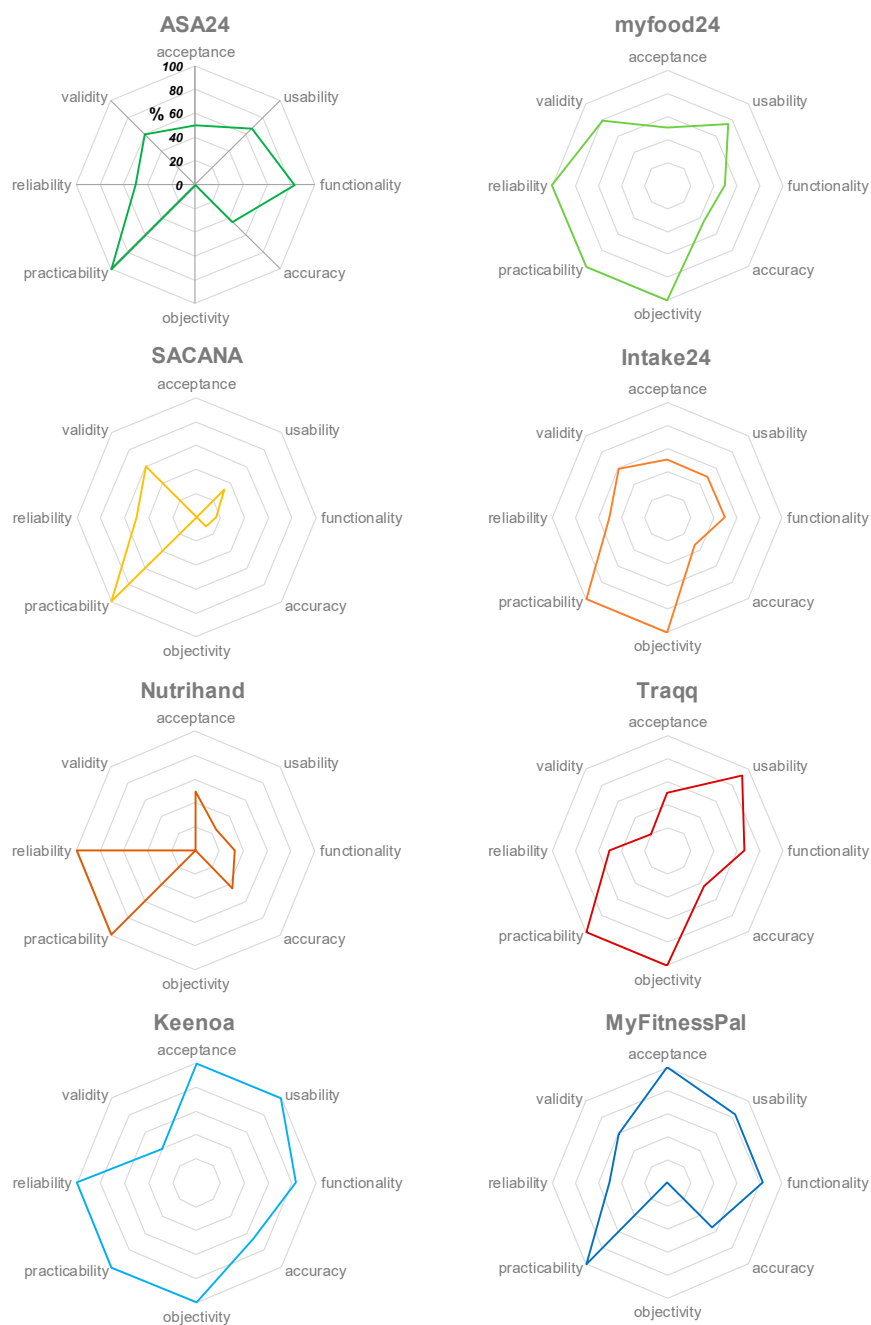 ASA24
acceptance
100
80
60
40
20
0
%
usability
functionality
accuracy
objectivity
practicability
reliability
validity
myfood24
acceptance
usability
functionality
accuracy
objectivity
practicability
reliability
validity
SACANA
acceptance
usability
functionality
accuracy
objectivity
practicability
reliability
validity
Intake24
acceptance
usability
functionality
accuracy
objectivity
practicability
reliability
validity
Nutrihand
acceptance
usability
functionality
accuracy
objectivity
practicability
reliability
validity
Traqq
acceptance
usability
functionality
accuracy
objectivity
practicability
reliability
validity
Keenoa
acceptance
usability
functionality
accuracy
objectivity
practicability
reliability
validity
MyFitnessPal
acceptance
usability
functionality
accuracy
objectivity
practicability
reliability
validity